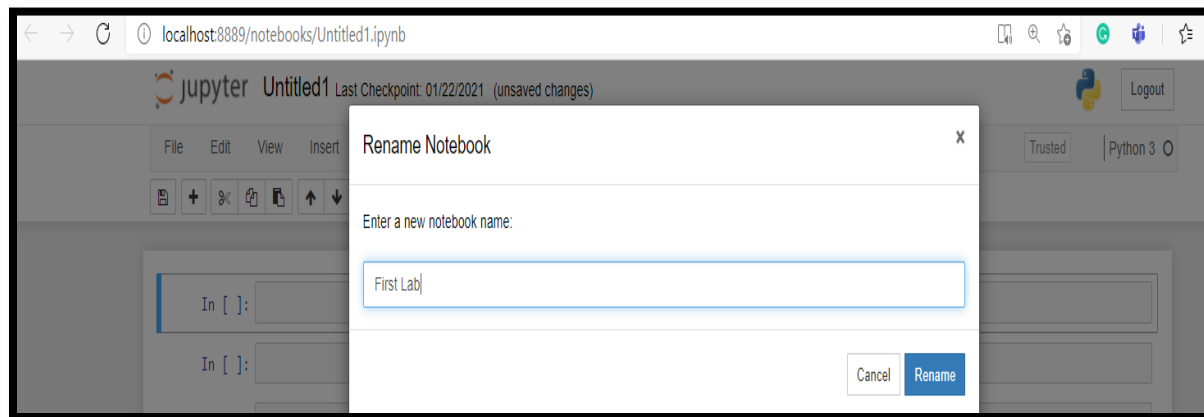 localhost:8889/notebooks/Untitled1.ipynb
jupyter Untitled1 Last Checkpoint: 01/22/2021 (unsaved changes)
Logout
File Edit View Insert
Trusted
Python 3
Rename Notebook
x
Enter a new notebook name:
First Lab
In [ ]:
In [ ]:
Cancel Rename